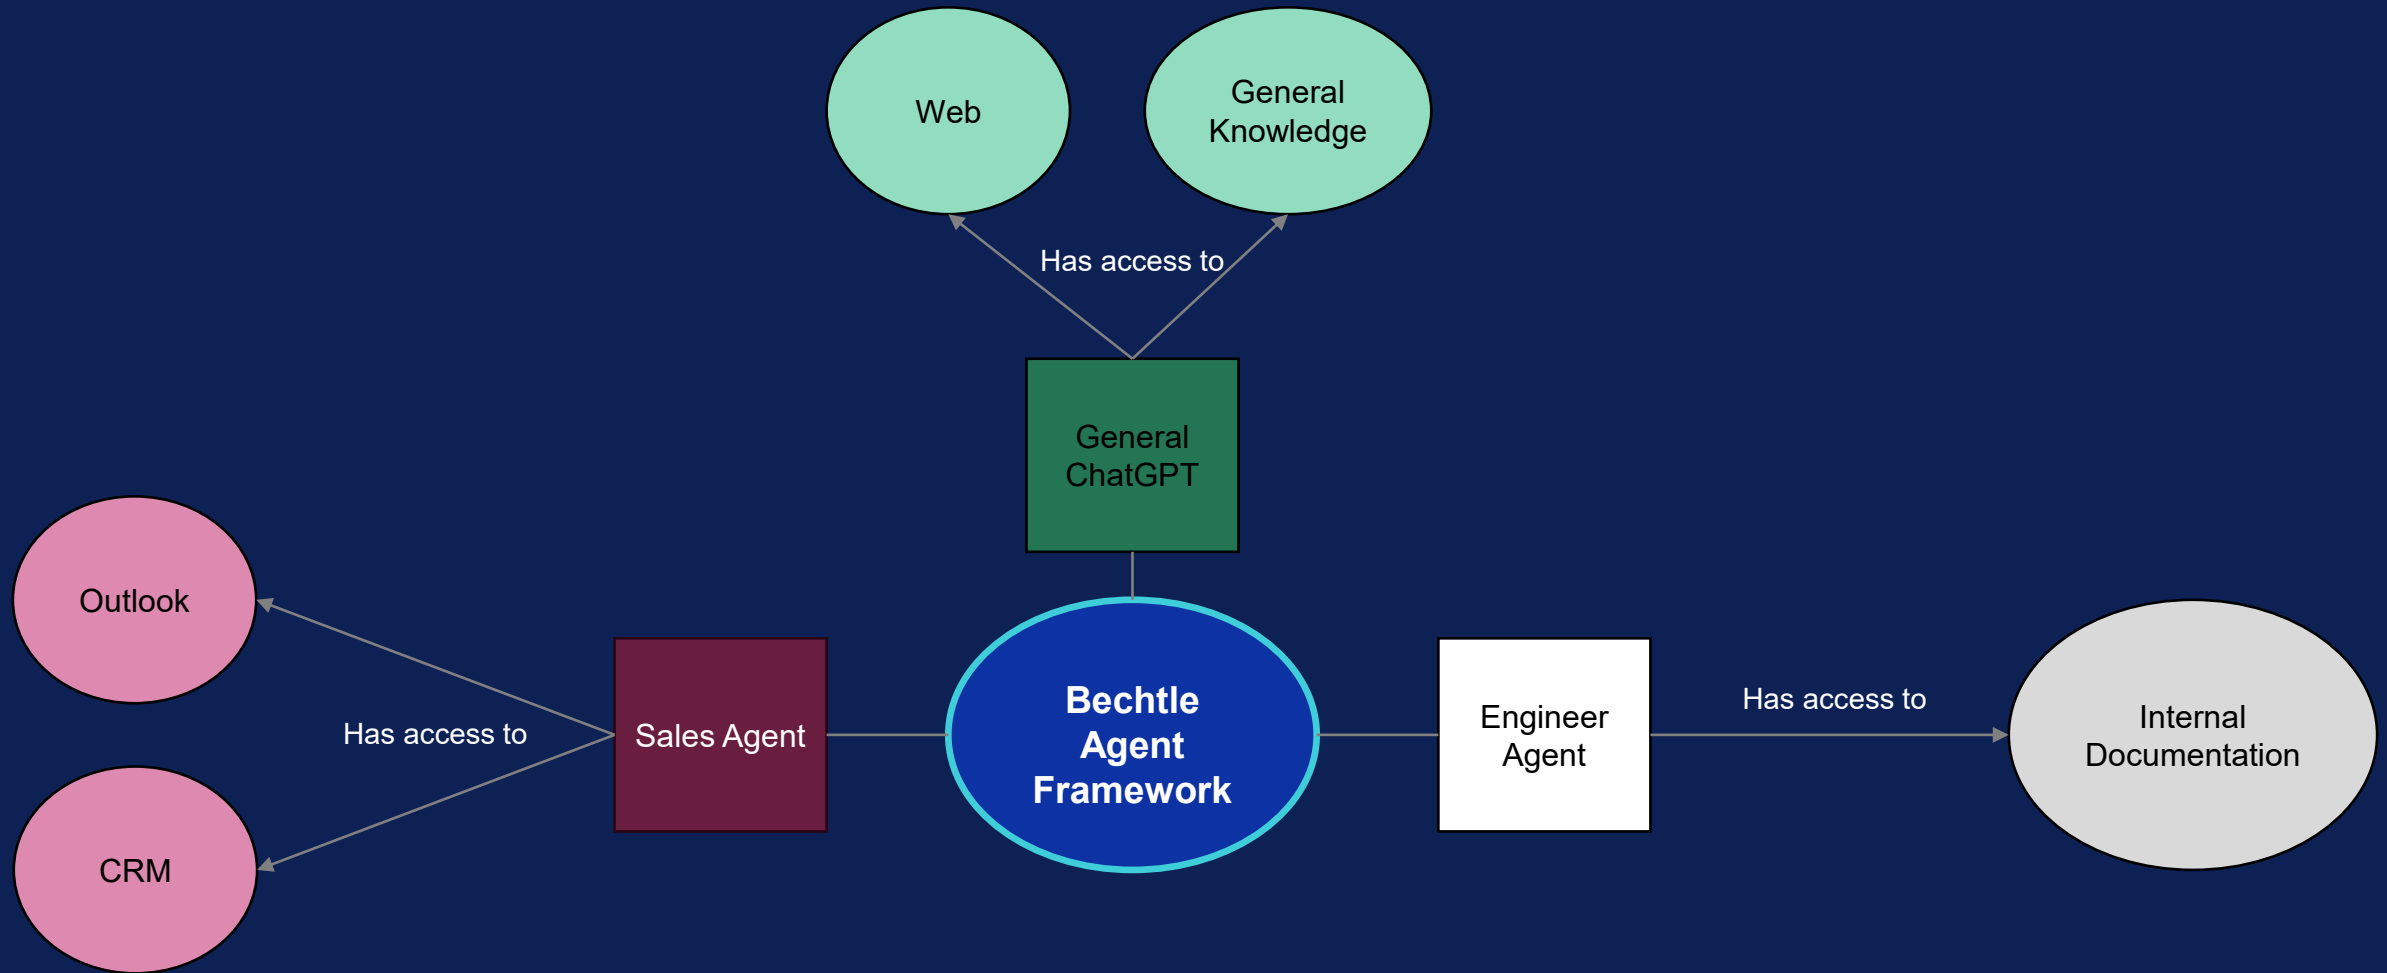 Web
General
Knowledge
Has access to
General
ChatGPT
Outlook
Has access to
CRM
Sales Agent
Bechtle
Agent
Framework
Engineer
Agent
Has access to
Internal
Documentation